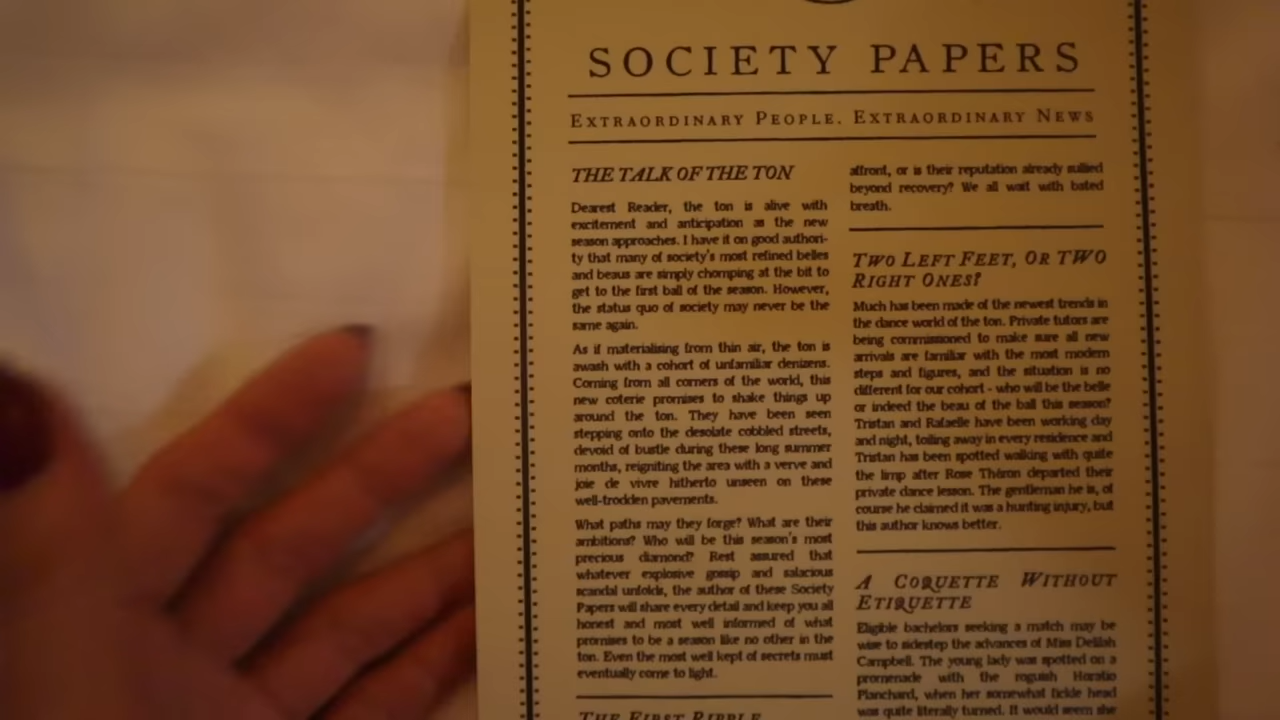 SOCIETY PAPERS
EXTRAORDINARY PEOPLE. EXTRAORDINARY NEWS
THE TALK OF THE TON
Dearest Reader, the ton is alive with
excitement and anticipation as the new
season approaches. I have it on good authori-
ty that many of society's most refined belles
and beaus are simply chomping at the bit to
get to the first ball of the season. However,
the status quo of society may never be the
same again.
As if materialising from thin air, the ton is
awash with a cohort of unfamiliar denizens.
Coming from all corners of the world, this
new coterie promises to shake things up
around the ton. They have been seen
stepping onto the desolate cobbled streets,
devoid of bustle during these long summer
months, reigniting the area with a verve and
joie de vivre hitherto unseen on these
well-trodden pavements.
What paths may they forge? What are their
ambitions? Who will be this season's most
precious diamond? Rest assured that
whatever explosive gossip and salacious
scandal unfolds, the author of these Society
Papers will share every detail and keep you all
honest and most well informed of what
promises to be a season like no other in the
ton. Even the most well kept of secrets must
eventually come to light.
THE FIRST RIPPLE
affront, or is their reputation already sullied
beyond recovery? We all wait with bated
breath.
TWO LEFT FEET, OR TWO
RIGHT ONES?
Much has been made of the newest trends in
the dance world of the ton. Private tutors are
being commissioned to make sure all new
arrivals are familiar with the most modern
steps and figures, and the situation is no
different for our cohort - who will be the belle
or indeed the beau of the ball this season?
Tristan and Rafaelle have been working day
and night, toiling away in every residence and
Tristan has been spotted walking with quite
the limp after Rose Théron departed their
private dance lesson. The gentleman he is, of
course he claimed it was a hunting injury, but
this author knows better.
A COQUETTE WITHOUT
ETIQUETTE
Eligible bachelors seeking a match may be
wise to sidestep the advances of Miss Delilah
Campbell. The young lady was spotted on a
promenade with the roguish Horatio
Planchard, when her somewhat fickle head
was quite literally turned. It would seem she